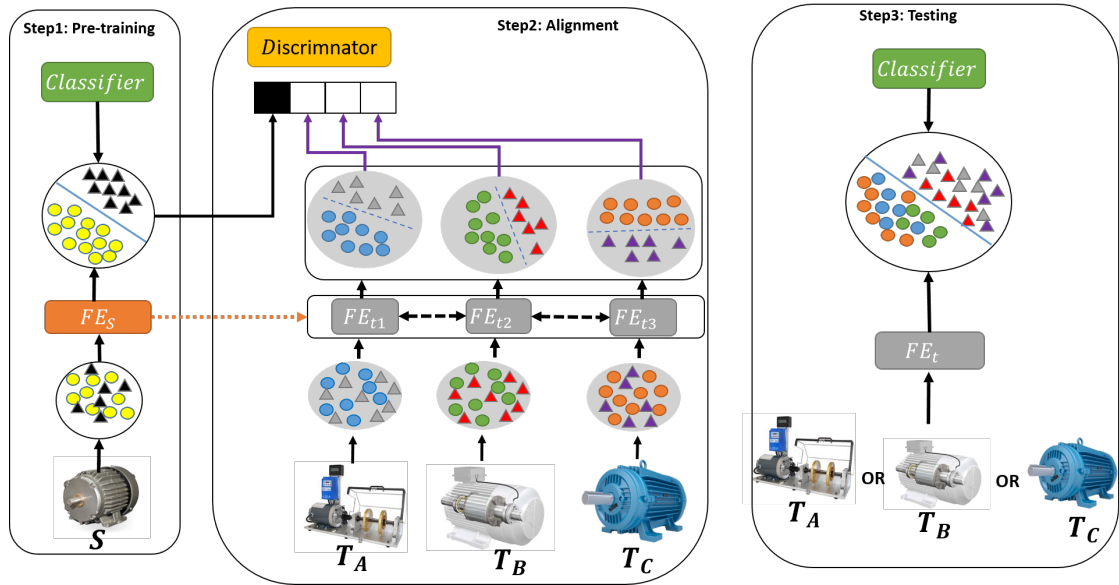 Step1: Pre-training
Classifier
FE_S
S
Step2: Alignment
Discrimnator
FE_t1
FE_t2
FE_t3
T_A
T_B
T_C
Step3: Testing
Classifier
FE_t
T_A
OR
T_B
OR
T_C